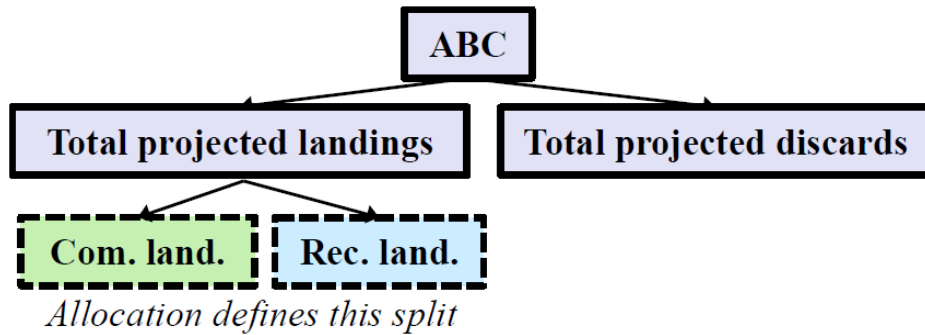 ABC
Total projected landings
Total projected discards
Com. land.
Rec. land.
Allocation defines this split